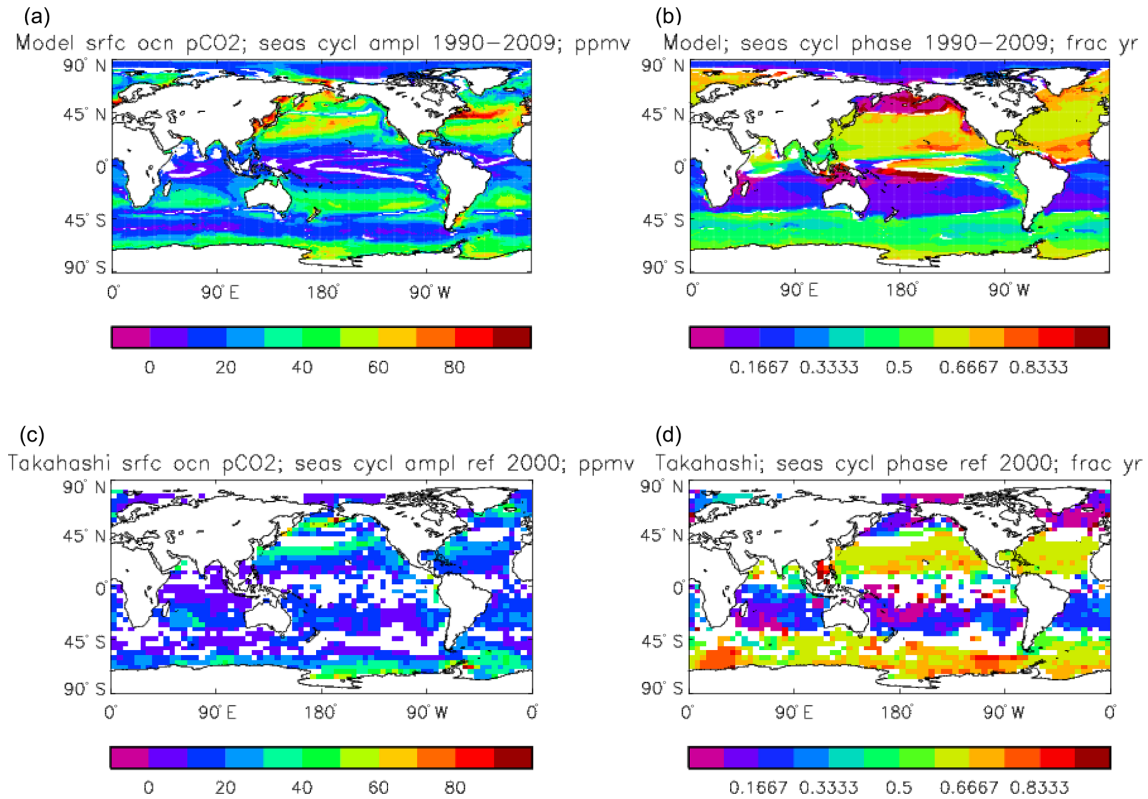 (a)
Model srfc ocn pCO2; seas cycl ampl 1990-2009; ppmv
90° N
45° N
0°
45° S
90° S
0° 90° E 180° 90° W
0 20 40 60 80
(b)
Model; seas cycl phase 1990-2009; frac yr
90° N
45° N
0°
45° S
90° S
0° 90° E 180° 90° W
0.1667 0.3333 0.5 0.6667 0.8333
(c)
Takahashi srfc ocn pCO2; seas cycl ampl ref 2000; ppmv
90° N
45° N
0°
45° S
90° S
0° 90° E 180° 90° W 0°
0 20 40 60 80
(d)
Takahashi; seas cycl phase ref 2000; frac yr
90° N
45° N
0°
45° S
90° S
0° 90° E 180° 90° W 0°
0.1667 0.3333 0.5 0.6667 0.8333